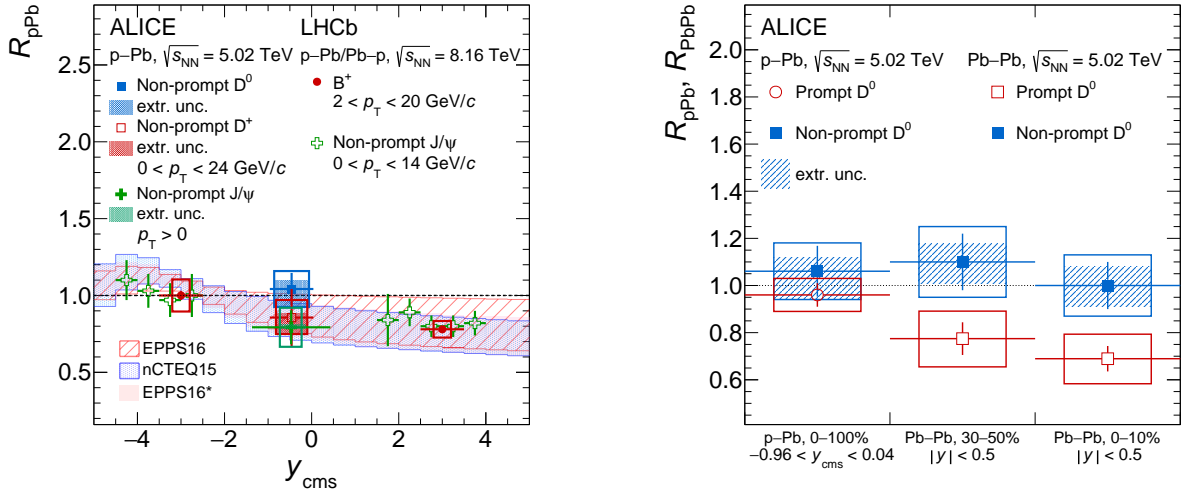 R_pPb
ALICE
LHCb
p–Pb, √s_NN = 5.02 TeV
p–Pb/Pb–p, √s_NN = 8.16 TeV
Non-prompt D⁰
extr. unc.
Non-prompt D⁺
extr. unc.
0 < p_T < 24 GeV/c
Non-prompt J/ψ
extr. unc.
p_T > 0
B⁺
2 < p_T < 20 GeV/c
Non-prompt J/ψ
0 < p_T < 14 GeV/c
2.5
2.0
1.5
1.0
0.5
EPPS16
nCTEQ15
EPPS16*
−4 −2 0 2 4
y_cms
R_pPb, R_PbPb
ALICE
p–Pb, √s_NN = 5.02 TeV
Prompt D⁰
Non-prompt D⁰
extr. unc.
Pb–Pb, √s_NN = 5.02 TeV
Prompt D⁰
Non-prompt D⁰
2.0
1.8
1.6
1.4
1.2
1.0
0.8
0.6
p–Pb, 0–100%
−0.96 < y_cms < 0.04
Pb–Pb, 30–50%
|y| < 0.5
Pb–Pb, 0–10%
|y| < 0.5